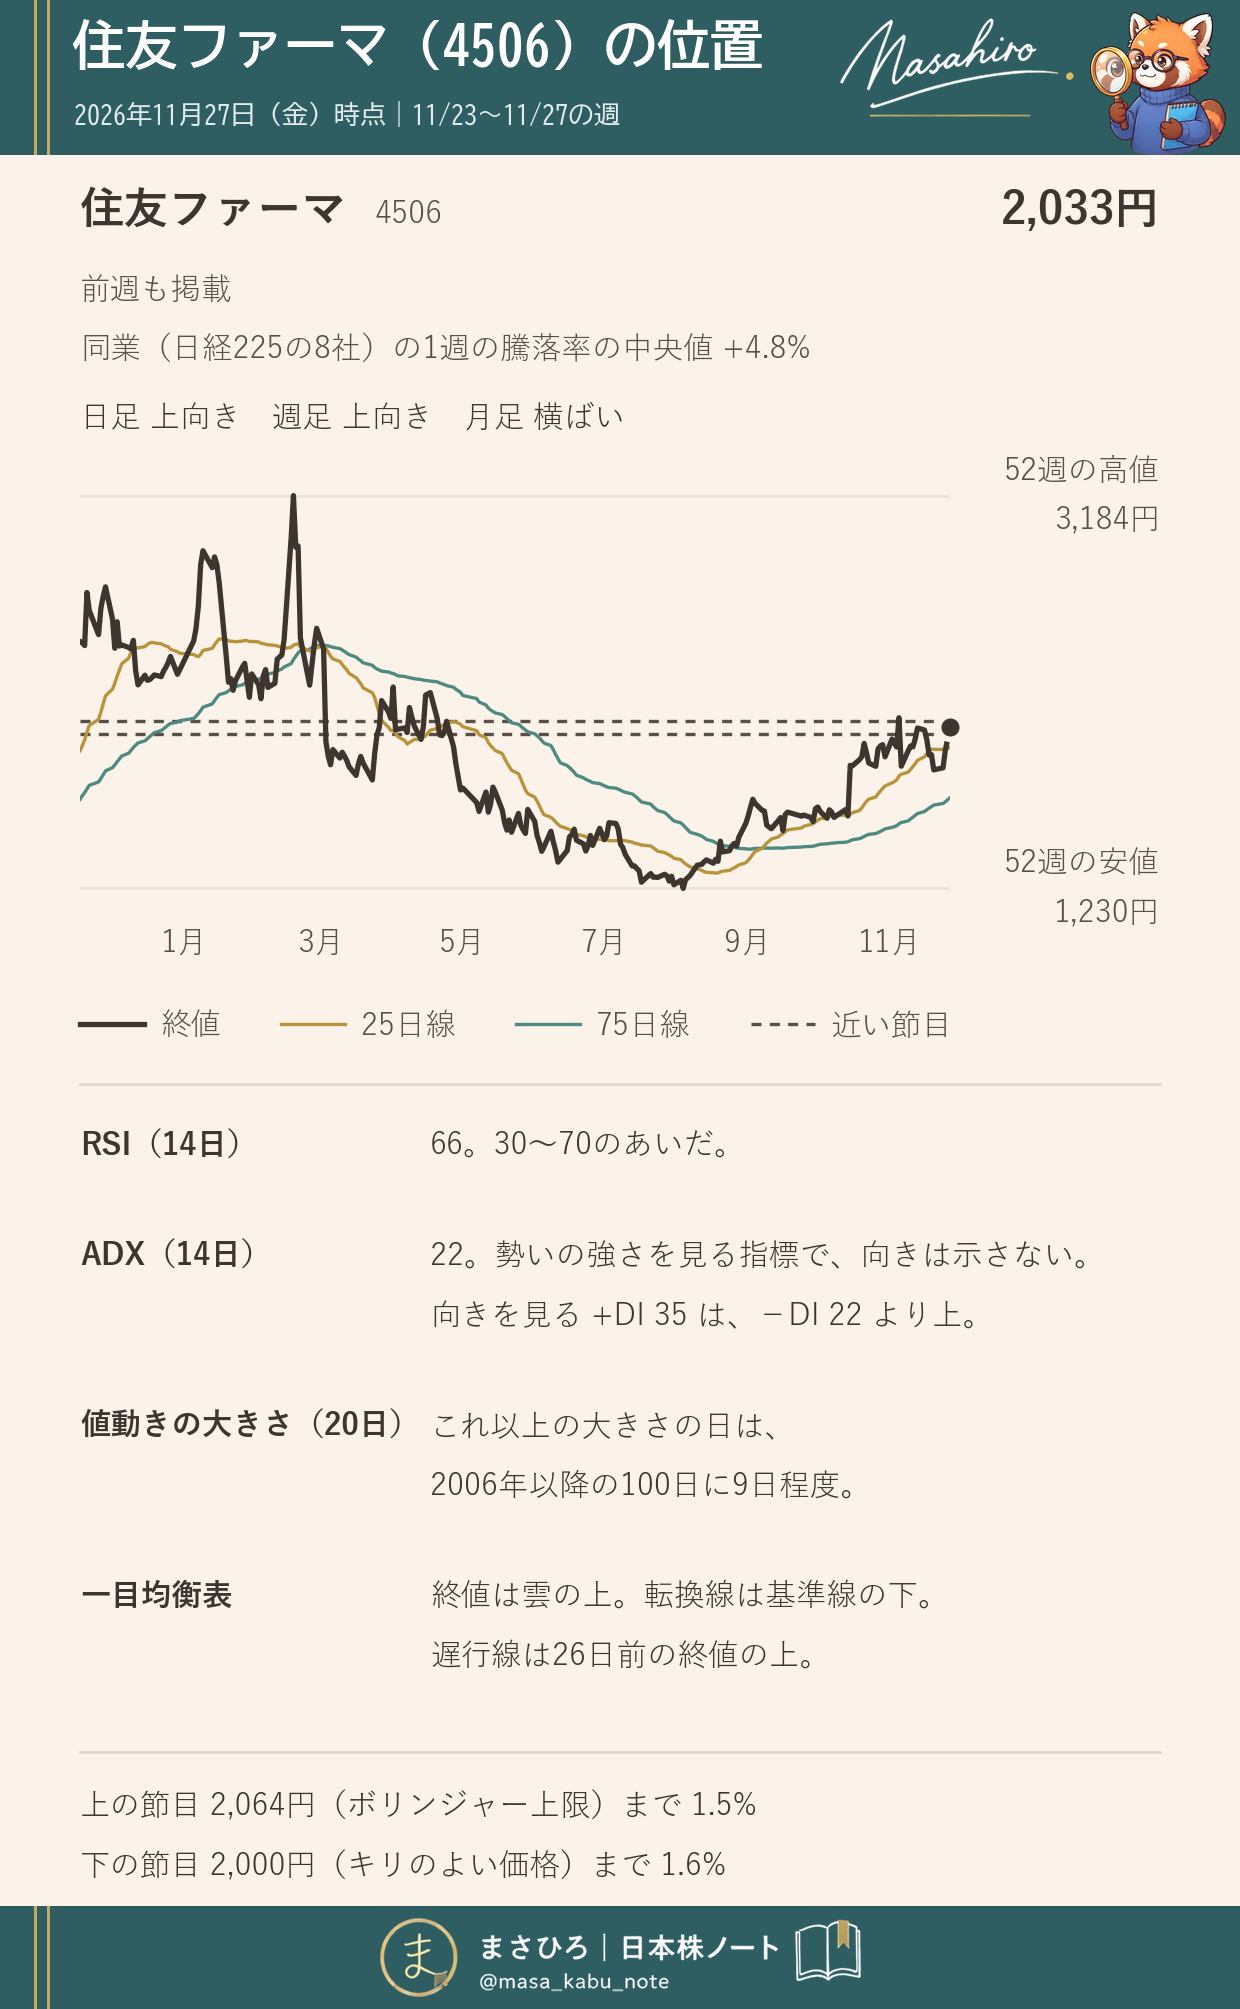 住友ファーマ（4506）の位置
Masahiro
2026年11月27日（金）時点｜11/23〜11/27の週
住友ファーマ 4506 2,033円
前週も掲載
同業（日経225の8社）の1週の騰落率の中央値 +4.8%
日足 上向き 週足 上向き 月足 横ばい
52週の高値
3,184円
52週の安値
1,230円
1月 3月 5月 7月 9月 11月
終値 25日線 75日線 近い節目
RSI（14日） 66。30〜70のあいだ。
ADX（14日） 22。勢いの強さを見る指標で、向きは示さない。
向きを見る +DI 35 は、−DI 22 より上。
値動きの大きさ（20日） これ以上の大きさの日は、
2006年以降の100日に9日程度。
一目均衡表 終値は雲の上。転換線は基準線の下。
遅行線は26日前の終値の上。
上の節目 2,064円（ボリンジャー上限）まで 1.5%
下の節目 2,000円（キリのよい価格）まで 1.6%
ま
まさひろ｜日本株ノート
@masa_kabu_note